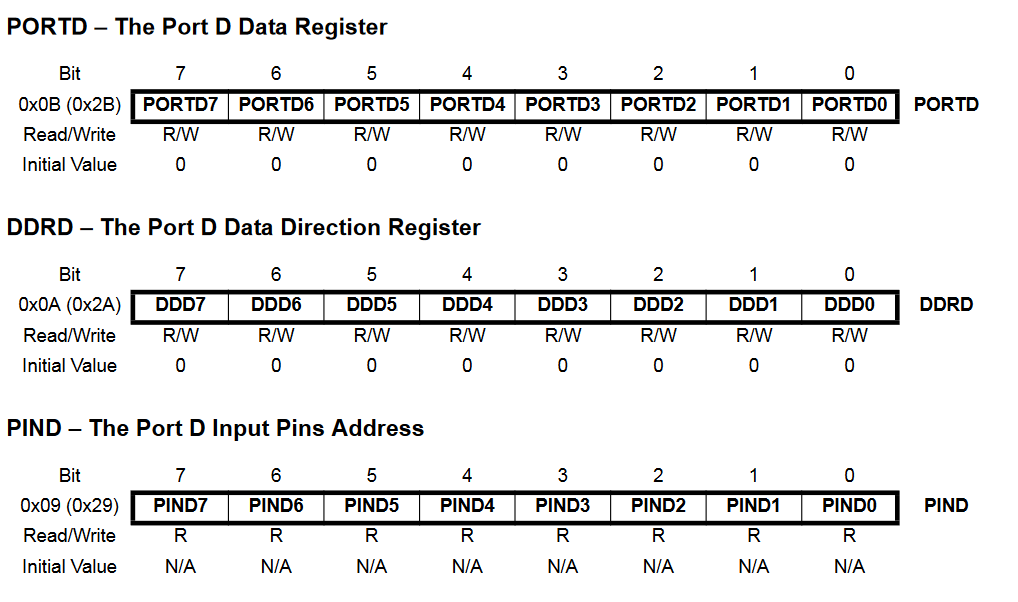 PORTD – The Port D Data Register
Bit 7 6 5 4 3 2 1 0
0x0B (0x2B) PORTD7 PORTD6 PORTD5 PORTD4 PORTD3 PORTD2 PORTD1 PORTD0 PORTD
Read/Write R/W R/W R/W R/W R/W R/W R/W R/W
Initial Value 0 0 0 0 0 0 0 0
DDRD – The Port D Data Direction Register
Bit 7 6 5 4 3 2 1 0
0x0A (0x2A) DDD7 DDD6 DDD5 DDD4 DDD3 DDD2 DDD1 DDD0 DDRD
Read/Write R/W R/W R/W R/W R/W R/W R/W R/W
Initial Value 0 0 0 0 0 0 0 0
PIND – The Port D Input Pins Address
Bit 7 6 5 4 3 2 1 0
0x09 (0x29) PIND7 PIND6 PIND5 PIND4 PIND3 PIND2 PIND1 PIND0 PIND
Read/Write R R R R R R R R
Initial Value N/A N/A N/A N/A N/A N/A N/A N/A